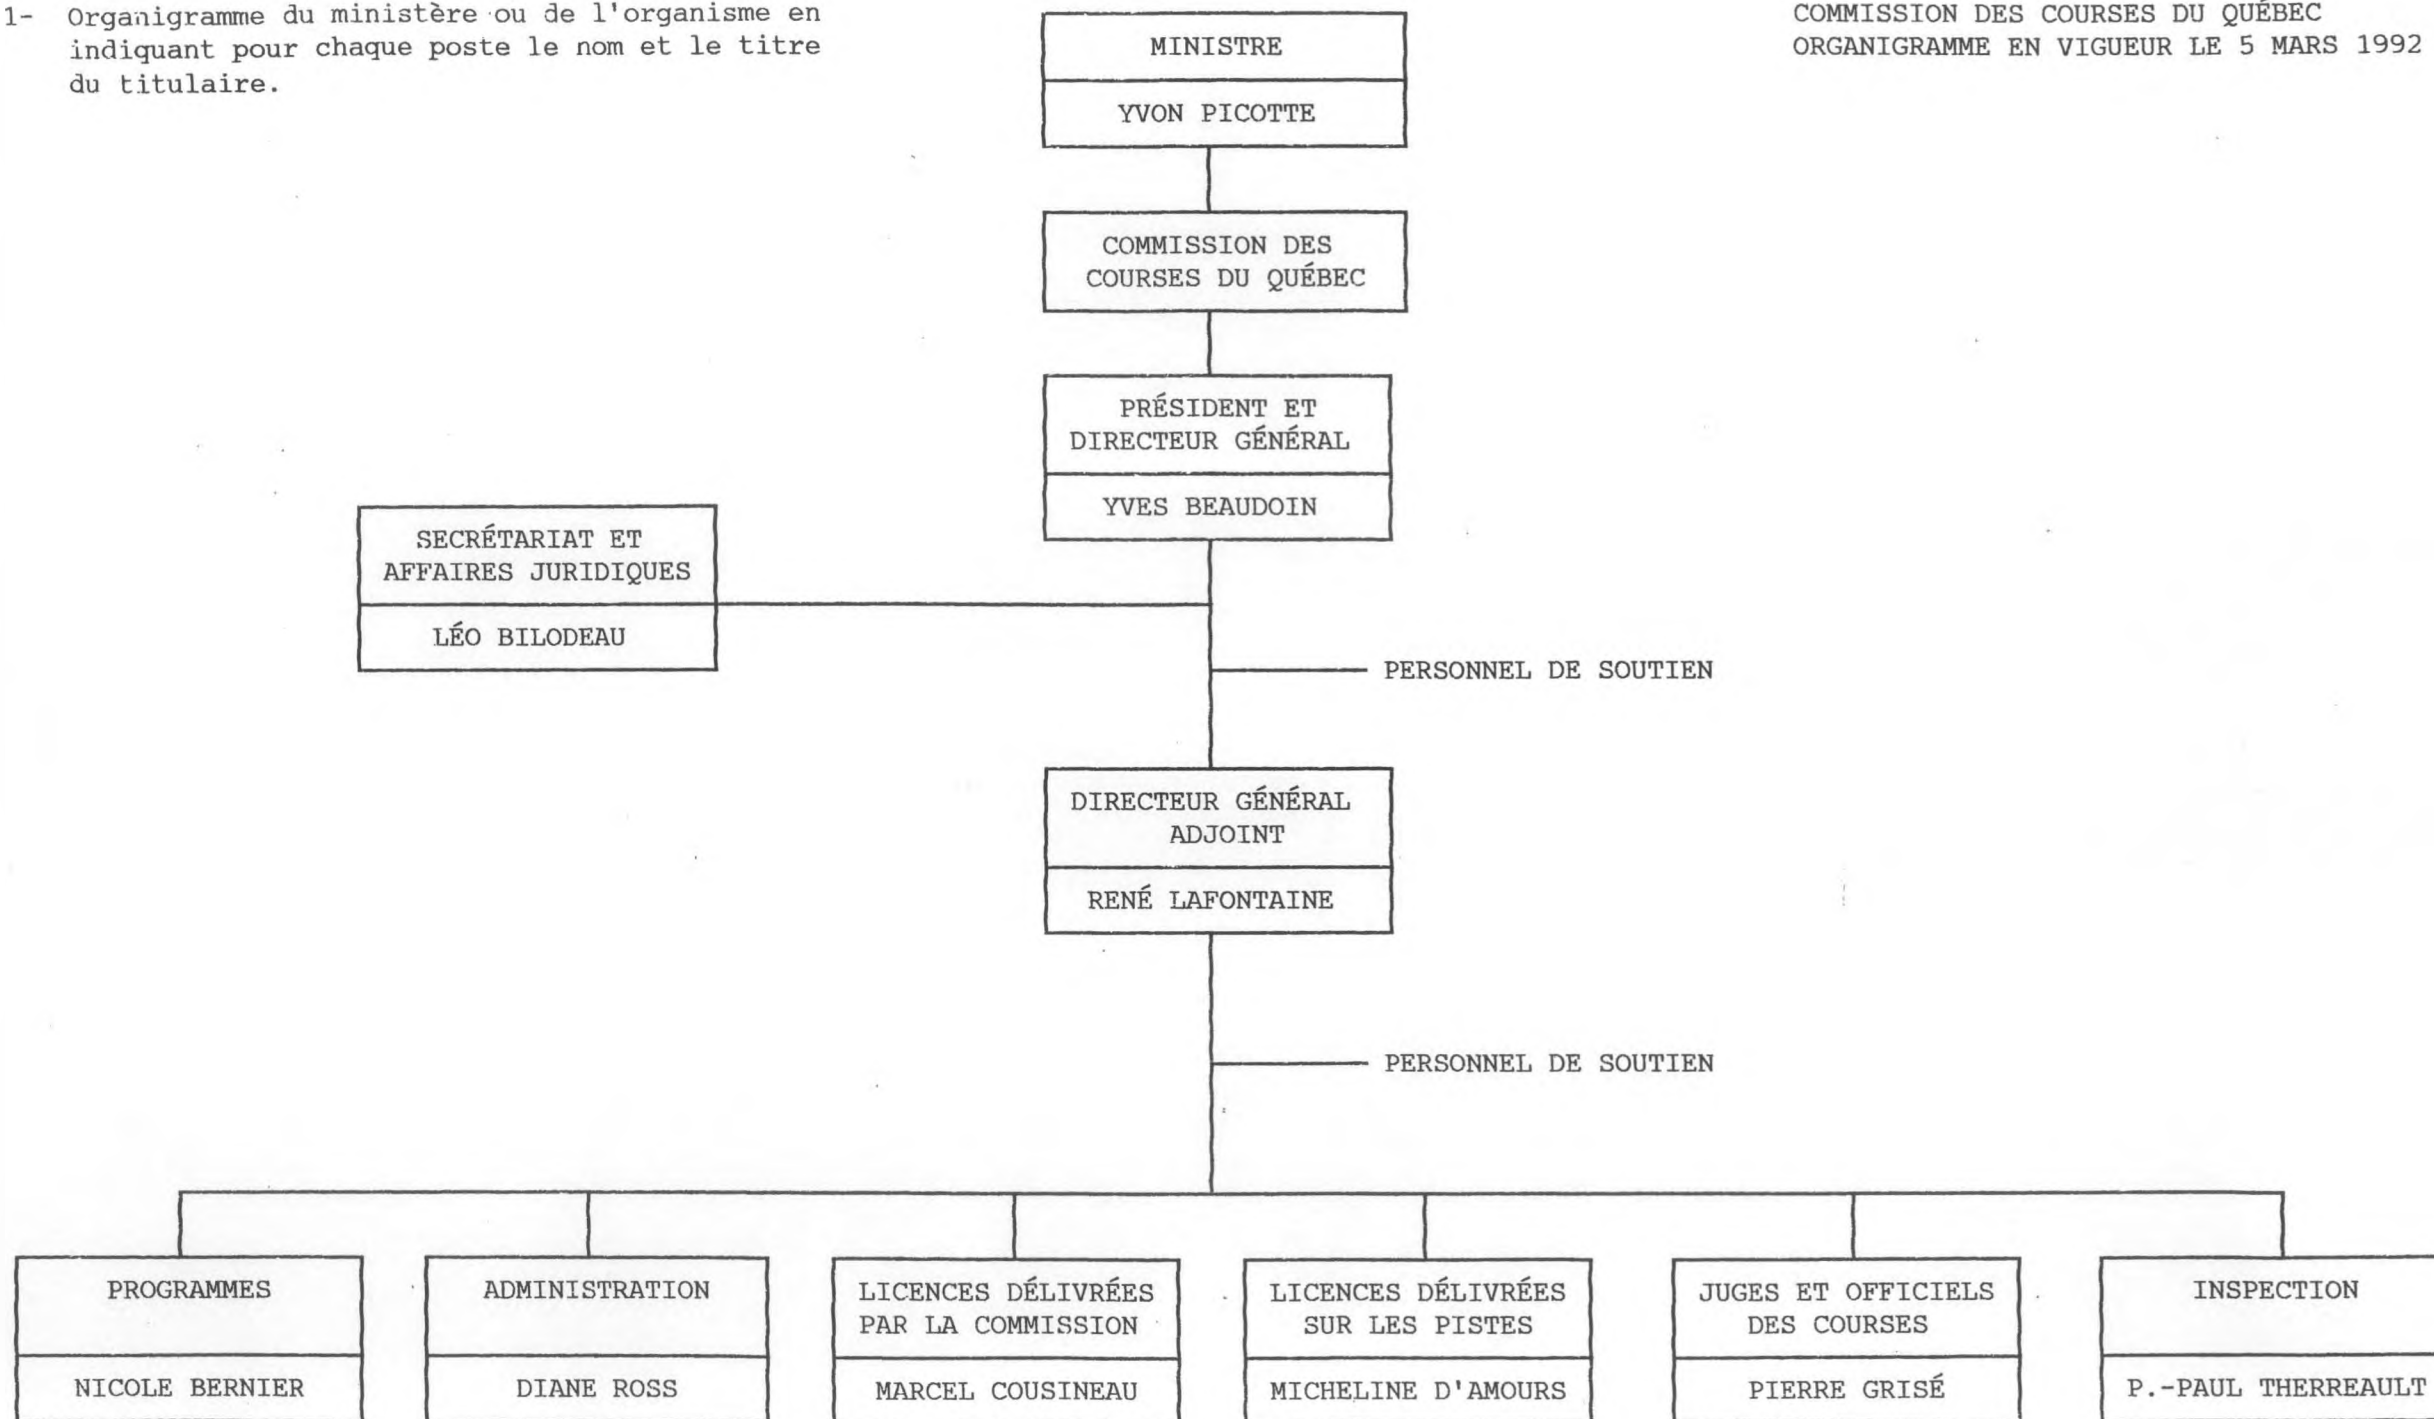 1- Organigramme du ministère ou de l'organisme en
indiquant pour chaque poste le nom et le titre
du titulaire.
COMMISSION DES COURSES DU QUÉBEC
ORGANIGRAMME EN VIGUEUR LE 5 MARS 1992
MINISTRE
YVON PICOTTE
COMMISSION DES
COURSES DU QUÉBEC
PRÉSIDENT ET
DIRECTEUR GÉNÉRAL
YVES BEAUDOIN
SECRÉTARIAT ET
AFFAIRES JURIDIQUES
LÉO BILODEAU
PERSONNEL DE SOUTIEN
DIRECTEUR GÉNÉRAL
ADJOINT
RENÉ LAFONTAINE
PERSONNEL DE SOUTIEN
PROGRAMMES
NICOLE BERNIER
ADMINISTRATION
DIANE ROSS
LICENCES DÉLIVRÉES
PAR LA COMMISSION
MARCEL COUSINEAU
LICENCES DÉLIVRÉES
SUR LES PISTES
MICHELINE D'AMOURS
JUGES ET OFFICIELS
DES COURSES
PIERRE GRISÉ
INSPECTION
P.-PAUL THERREAULT